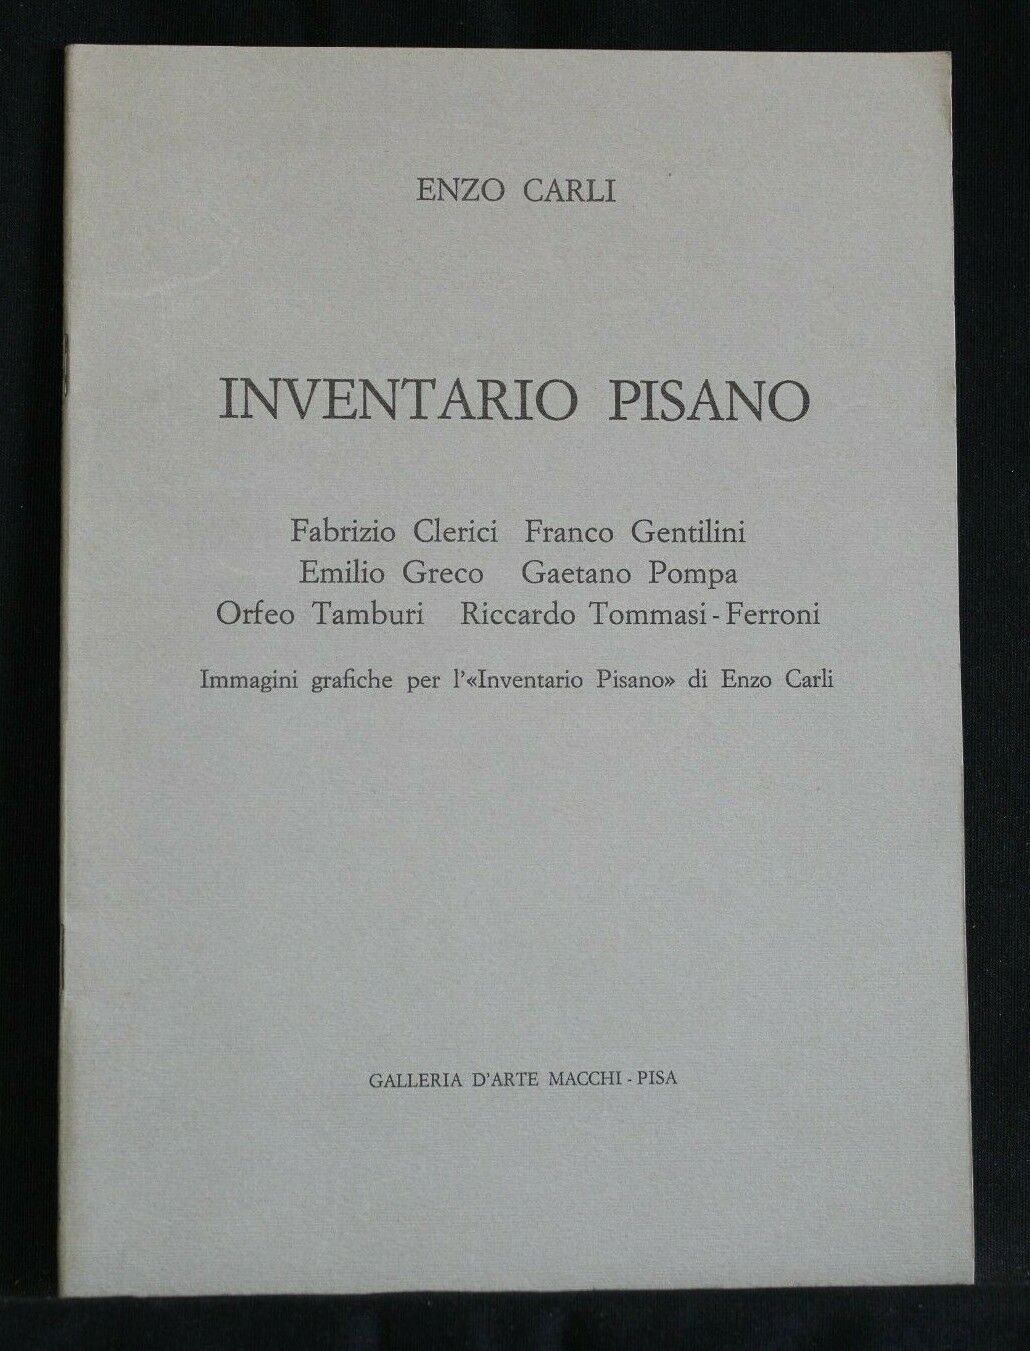 ENZO CARLI
INVENTARIO PISANO
Fabrizio Clerici Franco Gentilini
Emilio Greco Gaetano Pompa
Orfeo Tamburi Riccardo Tommasi-Ferroni
Immagini grafiche per l'«Inventario Pisano» di Enzo Carli
GALLERIA D'ARTE MACCHI - PISA